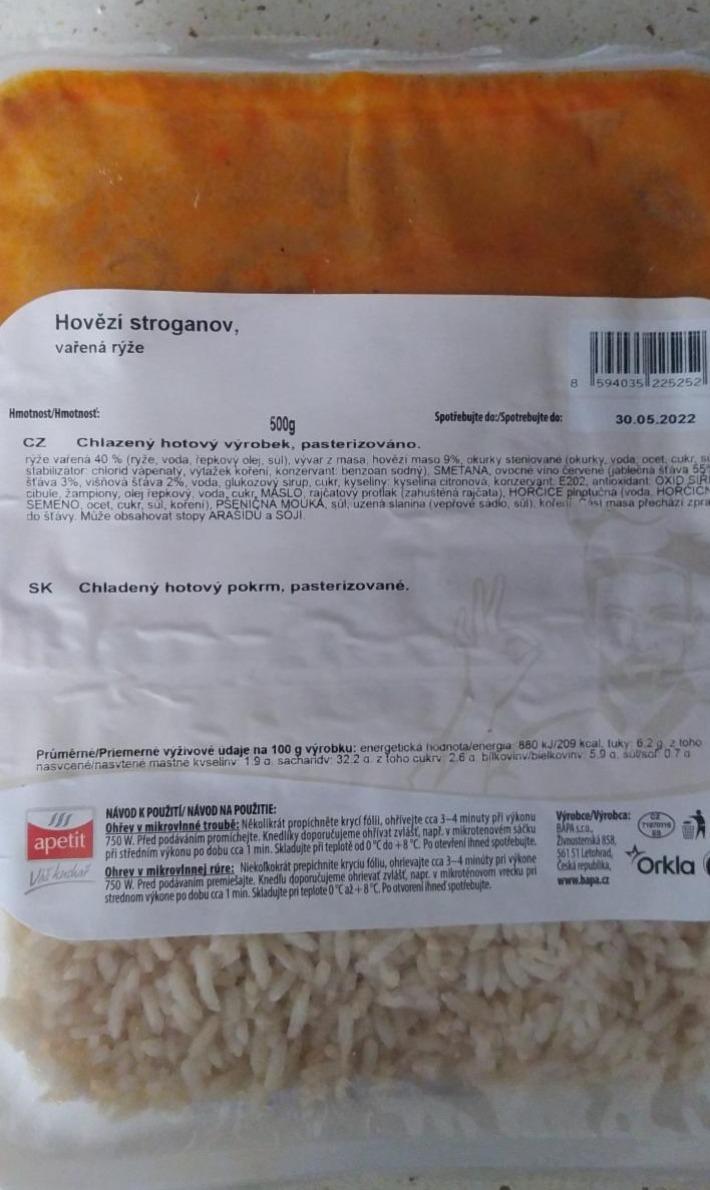 Hovězí stroganov,
vařená rýže
8 594035 225252
Hmotnost/Hmotnosť:
500g
Spotřebujte do:/Spotrebujte do:
30.05.2022
CZ Chlazený hotový výrobek, pasterizováno.
rýže vařená 40 % (rýže, voda, řepkový olej, sůl), vývar z masa, hovězí maso 9%, okurky sterilované (okurky, voda, ocet, cukr,
stabilizátor: chlorid vápenatý, výtažek koření, konzervant: benzoan sodný), SMETANA, ovocné víno červené (jablečná šťáva 55
šťáva 3%, višňová šťáva 2%, voda, glukozový sirup, cukr, kyseliny: kyselina citronová, konzervant: E202, antioxidant: OXID
cibule, žampiony, olej řepkový, voda, cukr, MÁSLO, rajčatový protlak (zahuštěná rajčata), HOŘČICE plnotučná (voda,
SEMENO, ocet, cukr, sůl, koření), PŠENIČNÁ MOUKA, sůl, uzená slanina (vepřové sádlo, sůl), koření. masa přechází
do šťávy. Může obsahovat stopy ARAŠÍDŮ a SÓJI.
SK Chladený hotový pokrm, pasterizované.
Průměrné/Priemerné výživové údaje na 100 g výrobku: energetická hodnota/energia: 880 kJ/209 kcal, tuky: 6.2 g, z toho
nasycené/nasýtené mastné kyseliny: 1.9 g, sacharidy: 32.2 g, z toho cukry: 2.6 g, bílkoviny/bielkoviny: 5.9 g, sůl/soľ: 0.7 g
NÁVOD K POUŽITÍ/ NÁVOD NA POUŽITIE:
Ohřev v mikrovlnné troubě: Několikrát propíchněte krycí fólii, ohřívejte cca 3–4 minuty při výkonu
750 W. Před podáváním promíchejte. Knedlíky doporučujeme ohřívat zvlášť, např. v mikrotenovém sáčku
při středním výkonu po dobu cca 1 min. Skladujte při teplotě od 0 °C do + 8 °C. Po otevření ihned spotřebujte.
Ohrev v mikrovlnnej rúre: Niekoľkokrát prepichnite kryciu fóliu, ohrievajte cca 3–4 minúty pri výkone
750 W. Pred podávaním premiešajte. Knedlu doporučujeme ohrievať zvlášť, napr. v mikroténovom vrecku pri
strednom výkone po dobu cca 1 min. Skladujte pri teplote 0 °C až + 8 °C. Po otvorení ihneď spotrebujte.
apetit
Váš kuchař
Výrobce/Výrobca:
BAPA s.r.o.,
Živnostenská 858,
561 51 Letohrad,
Česká republika,
www.bapa.cz
CZ
ES
Orkla